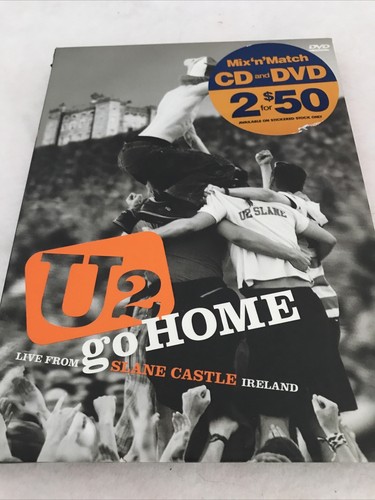 DVD
Mix'n'Match
CD and DVD
2 for $50
AVAILABLE ON STICKERED STOCK ONLY
U2 SLANE
U2
go HOME
LIVE FROM SLANE CASTLE IRELAND